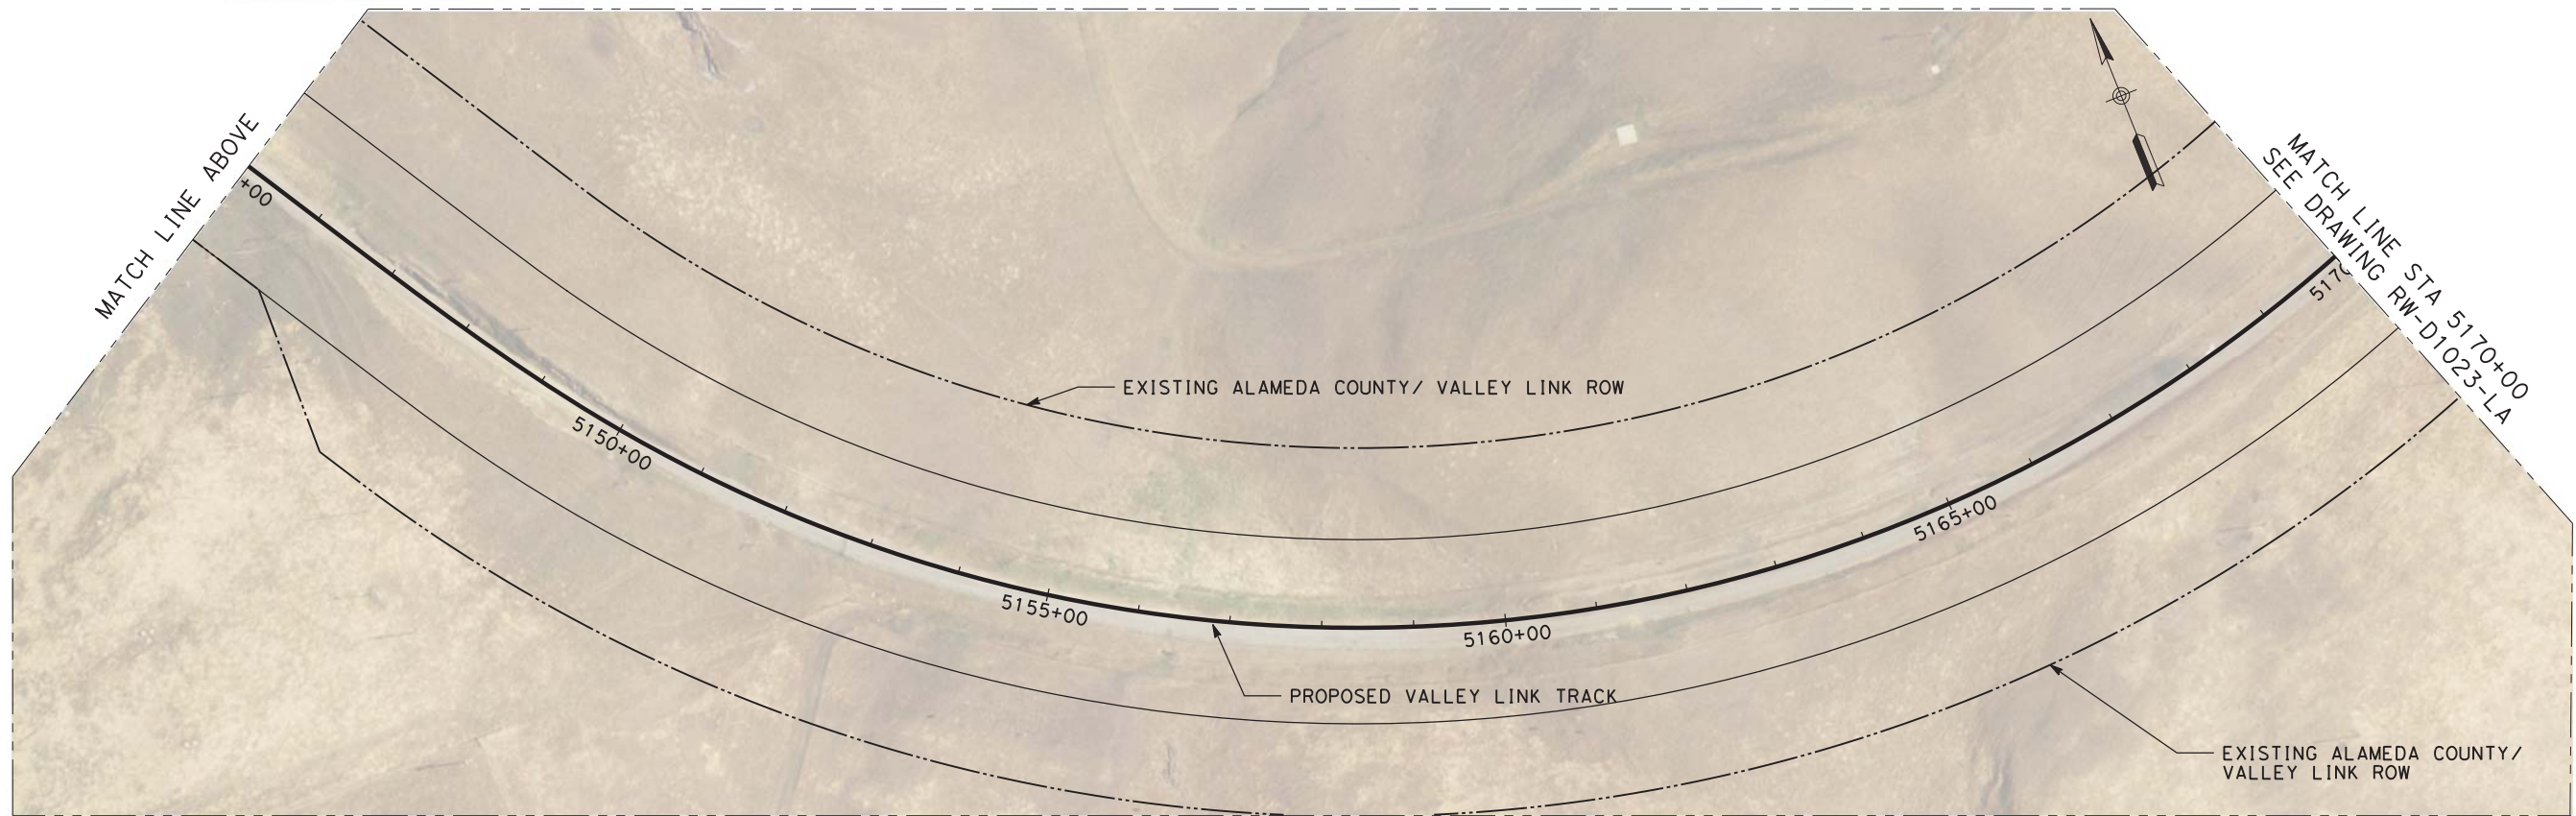 MATCH LINE ABOVE
+00
EXISTING ALAMEDA COUNTY/ VALLEY LINK ROW
MATCH LINE STA 5170+00
SEE DRAWING RW-D1023-LA
5150+00
5155+00
5160+00
5165+00
PROPOSED VALLEY LINK TRACK
EXISTING ALAMEDA COUNTY/
VALLEY LINK ROW